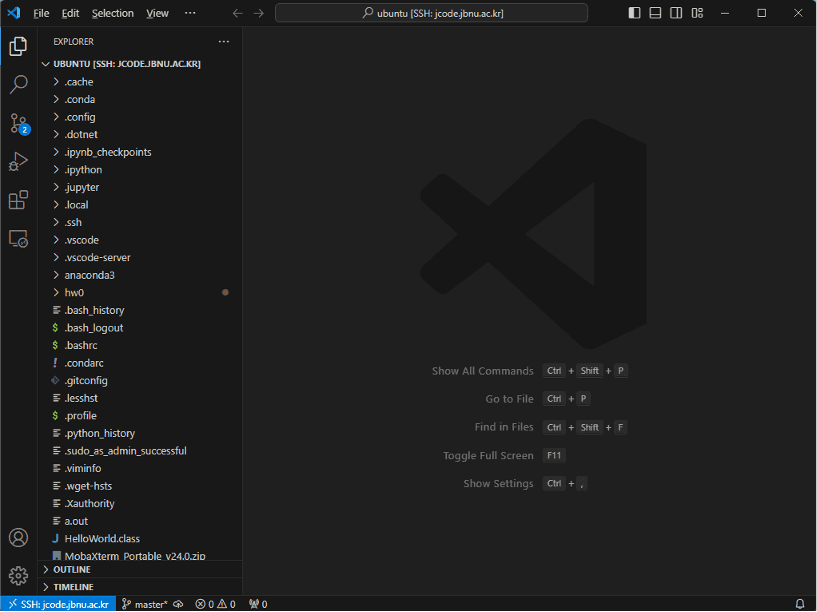 File Edit Selection View ... ubuntu [SSH: jcode.jbnu.ac.kr]
EXPLORER ...
UBUNTU [SSH: JCODE.JBNU.AC.KR]
.cache
.conda
.config
.dotnet
.ipynb_checkpoints
.ipython
.jupyter
.local
.ssh
.vscode
.vscode-server
anaconda3
hw0
.bash_history
$ .bash_logout
$ .bashrc
! .condarc
.gitconfig
.lesshst
$ .profile
.python_history
.sudo_as_admin_successful
.viminfo
.wget-hsts
.Xauthority
a.out
J HelloWorld.class
MobaXterm_Portable_v24.0.zip
OUTLINE
TIMELINE
2
Show All Commands Ctrl + Shift + P
Go to File Ctrl + P
Find in Files Ctrl + Shift + F
Toggle Full Screen F11
Show Settings Ctrl + ,
SSH: jcode.jbnu.ac.kr master* 0 0 0